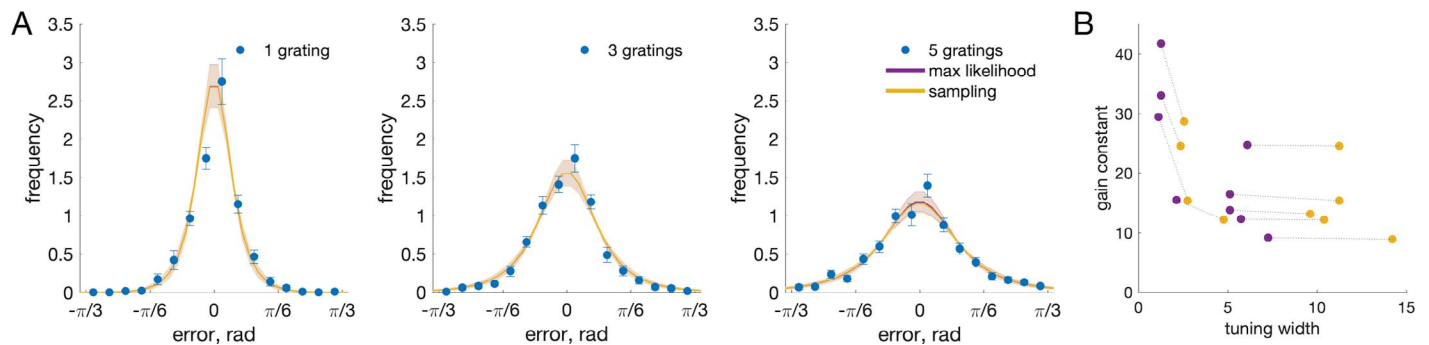 A
3.5
3
2.5
2
1.5
1
0.5
0
frequency
1 grating
-π/3
-π/6
0
π/6
π/3
error, rad
3.5
3
2.5
2
1.5
1
0.5
0
frequency
3 gratings
-π/3
-π/6
0
π/6
π/3
error, rad
3.5
3
2.5
2
1.5
1
0.5
0
frequency
5 gratings
max likelihood
sampling
-π/3
-π/6
0
π/6
π/3
error, rad
B
40
30
20
10
0
gain constant
0
5
10
15
tuning width